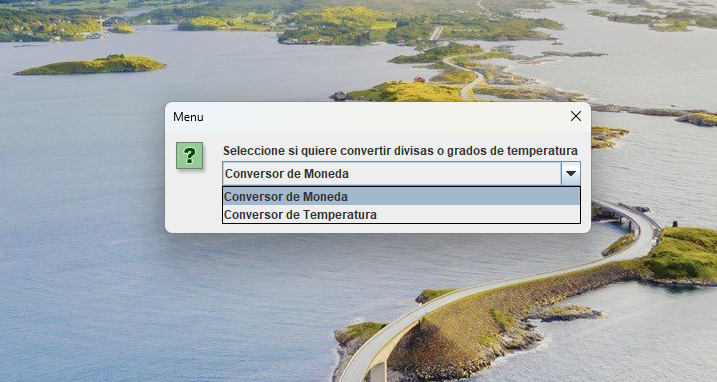 Menu
?
Seleccione si quiere convertir divisas o grados de temperatura
Conversor de Moneda
Conversor de Moneda
Conversor de Temperatura